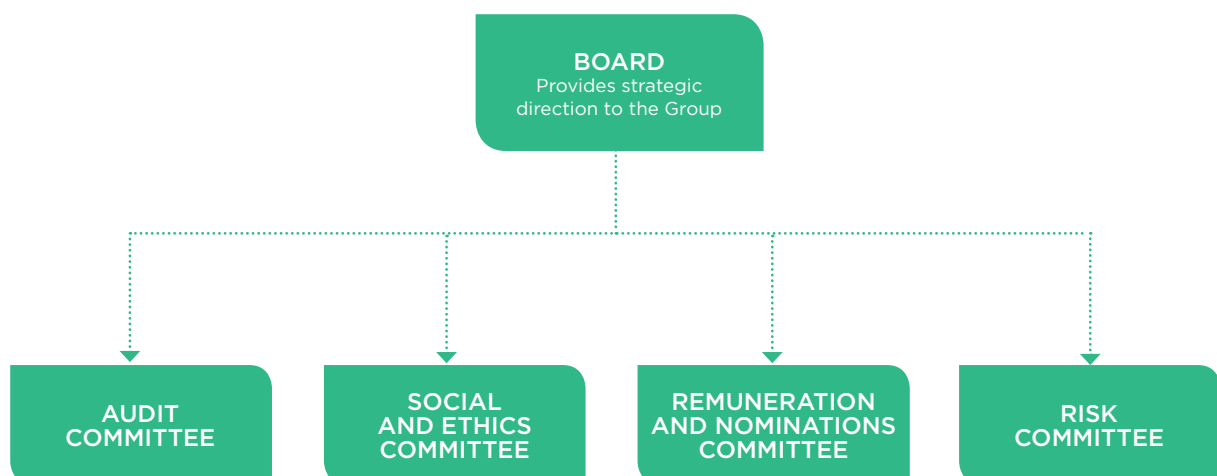 BOARD
Provides strategic
direction to the Group
AUDIT
COMMITTEE
SOCIAL
AND ETHICS
COMMITTEE
REMUNERATION
AND NOMINATIONS
COMMITTEE
RISK
COMMITTEE